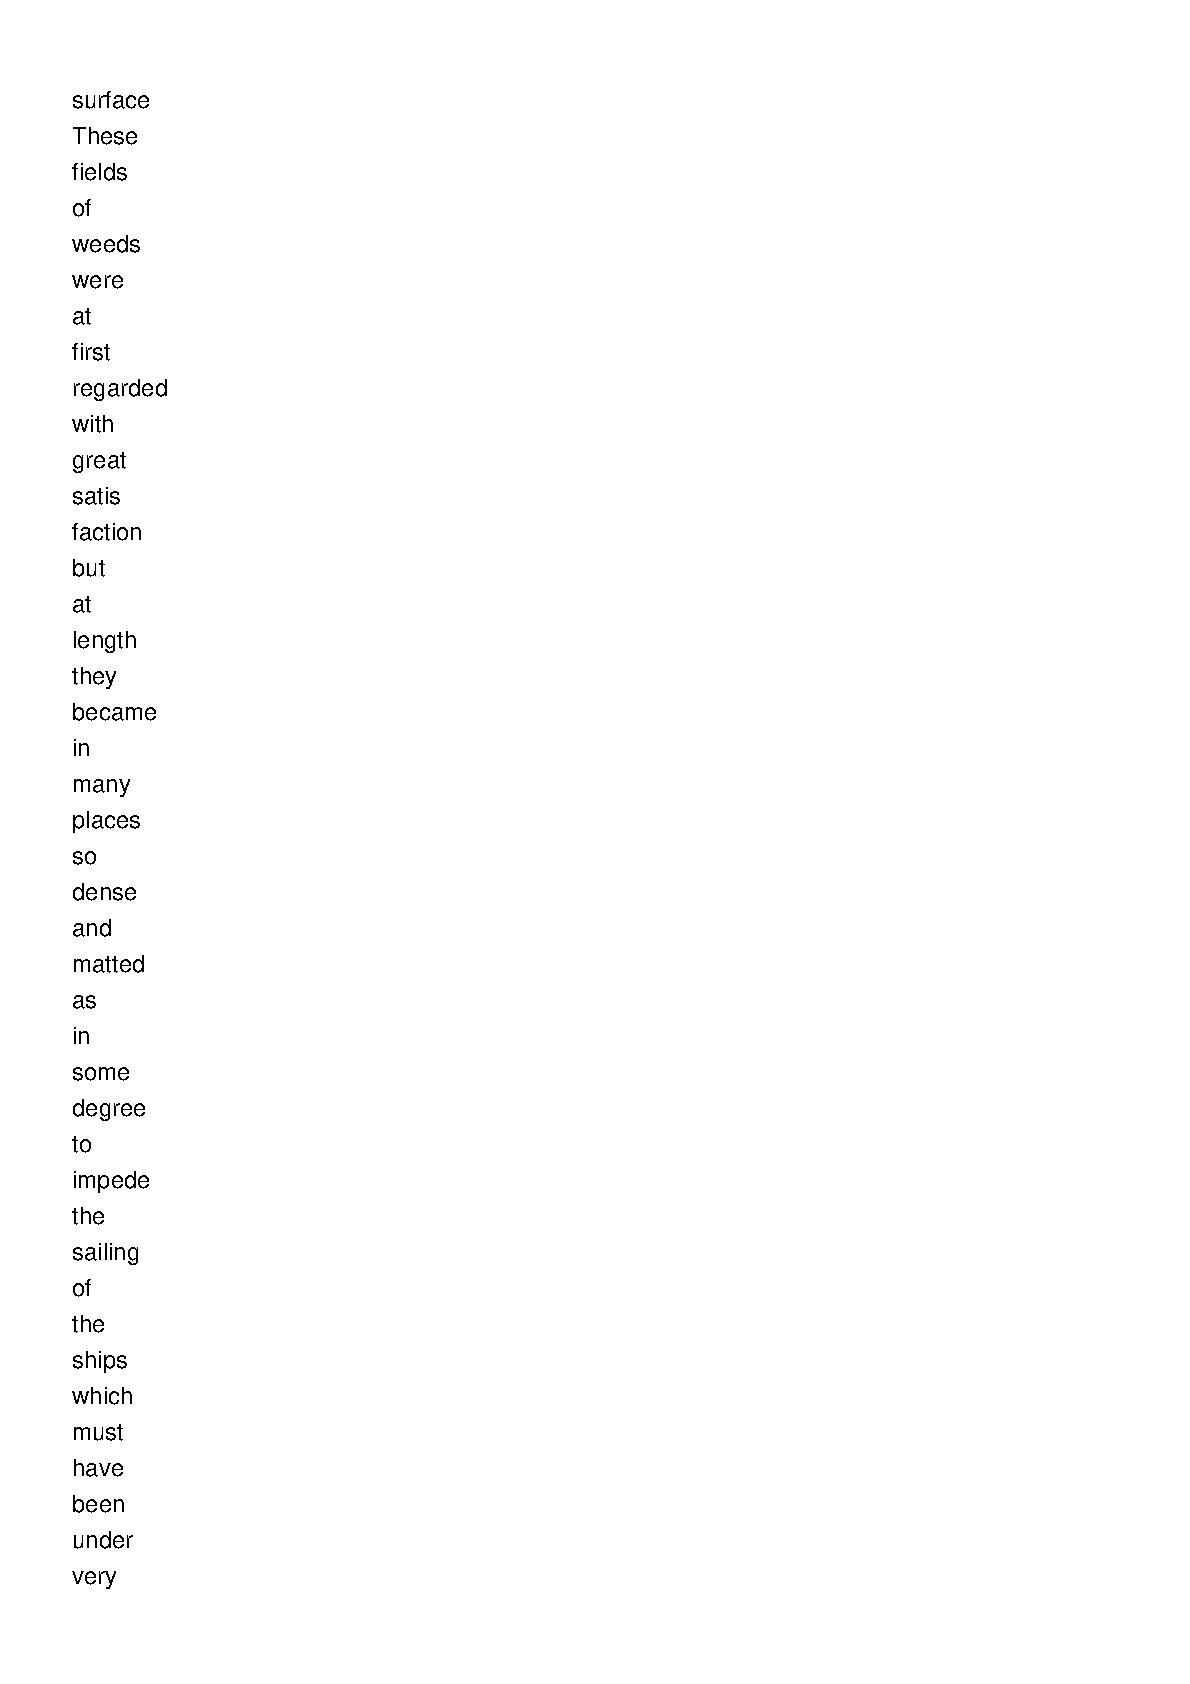 surface
These
fields
of
weeds
were
at
first
regarded
with
great
satis
faction
but
at
length
they
became
in
many
places
so
dense
and
matted
as
in
some
degree
to
impede
the
sailing
of
the
ships
which
must
have
been
under
very